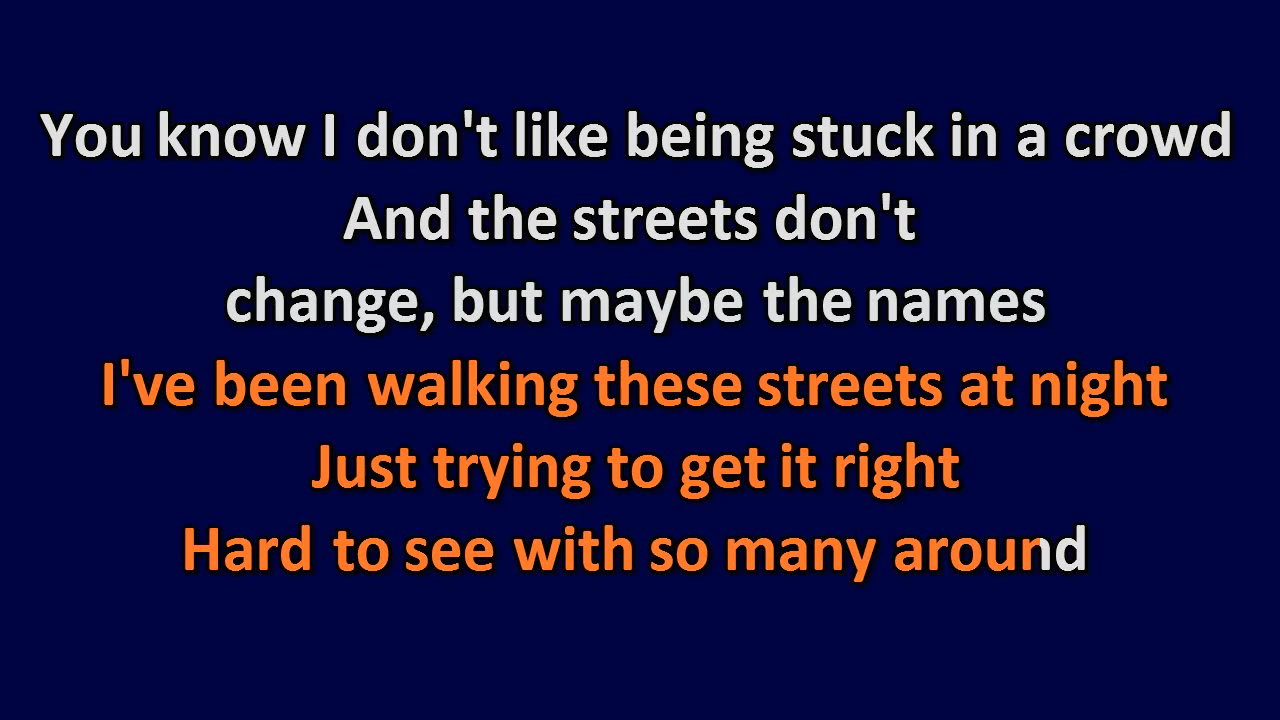 You know I don't like being stuck in a crowd
And the streets don't
change, but maybe the names
I've been walking these streets at night
Just trying to get it right
Hard to see with so many around